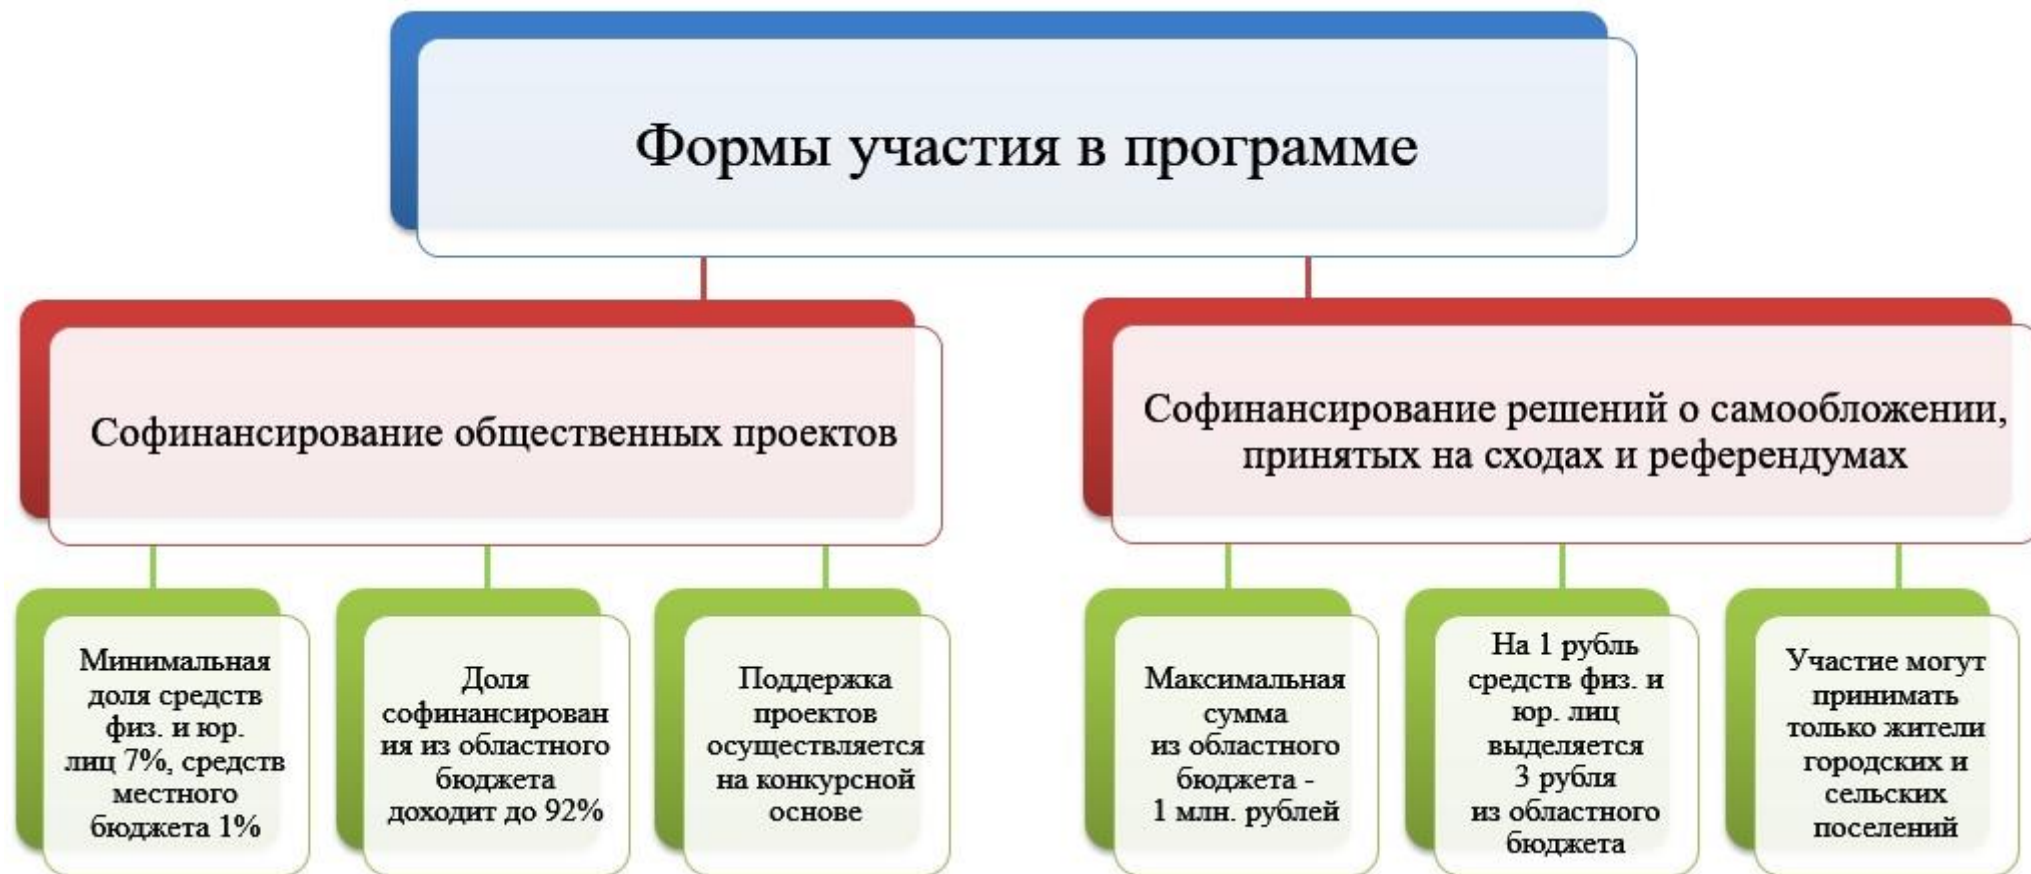 Формы участия в программе
Софинансирование общественных проектов
Софинансирование решений о самообложении,
принятых на сходах и референдумах
Минимальная
доля средств
физ. и юр.
лиц 7%, средств
местного
бюджета 1%
Доля
софинансирован
ия из областного
бюджета
доходит до 92%
Поддержка
проектов
осуществляется
на конкурсной
основе
Максимальная
сумма
из областного
бюджета -
1 млн. рублей
На 1 рубль
средств физ. и
юр. лиц
выделяется
3 рубля
из областного
бюджета
Участие могут
принимать
только жители
городских и
сельских
поселений